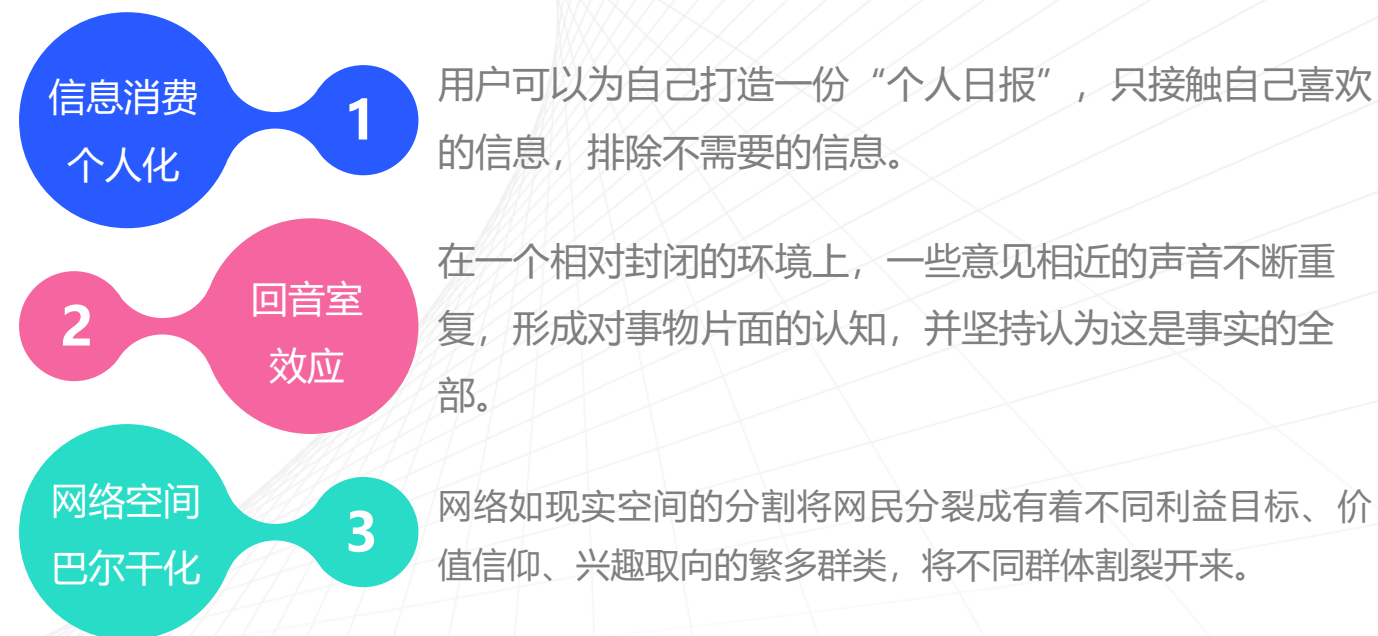 信息消费
个人化
1
用户可以为自己打造一份“个人日报”，只接触自己喜欢
的信息，排除不需要的信息。
2
回音室
效应
在一个相对封闭的环境上，一些意见相近的声音不断重
复，形成对事物片面的认知，并坚持认为这是事实的全
部。
网络空间
巴尔干化
3
网络如现实空间的分割将网民分裂成有着不同利益目标、价
值信仰、兴趣取向的繁多群类，将不同群体割裂开来。